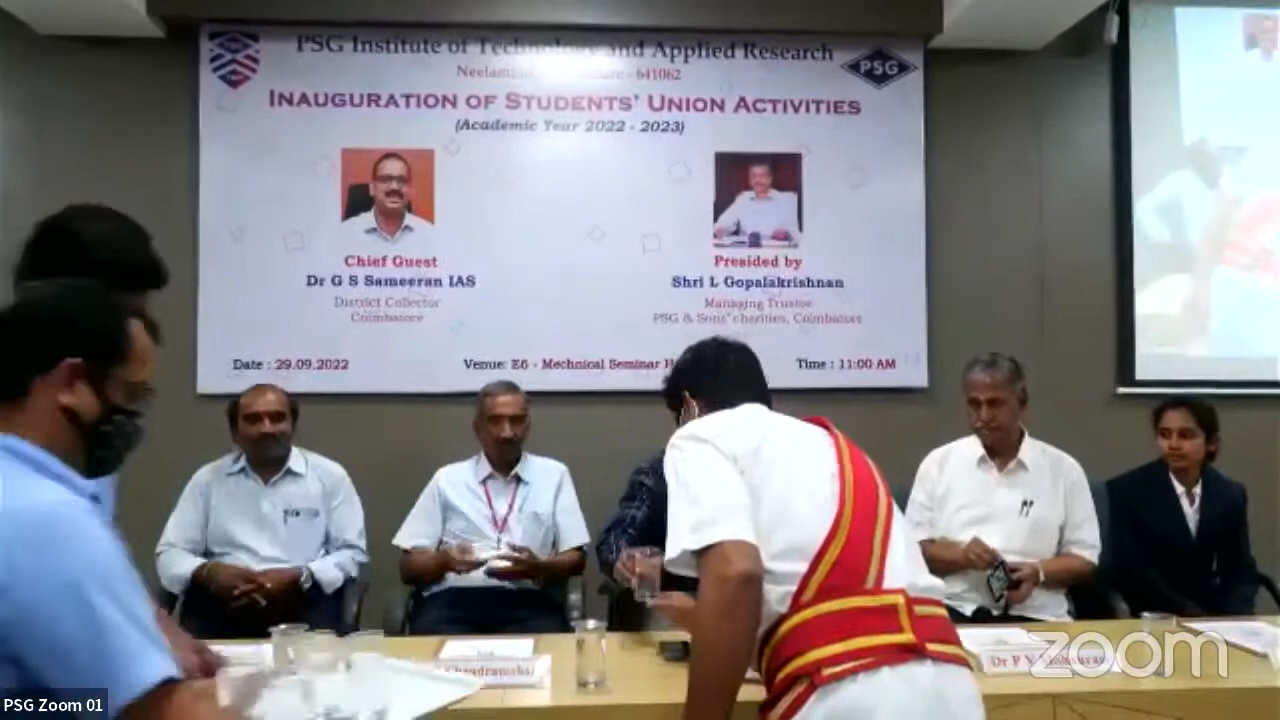 PSG Institute of Technology and Applied Research
641062
PSG
INAUGURATION OF STUDENTS' UNION ACTIVITIES
(Academic Year 2022 - 2023)
Chief Guest
Dr G S Sameeran IAS
District Collector
Coimbatore
Presided by
Shri L Gopalakrishnan
Managing Trustee
PSG & Sons' charities, Coimbatore
Date : 29.09.2022
Venue: E6 - Mechnical Seminar
Time : 11:00 AM
Dr P V
zoom
PSG Zoom 01